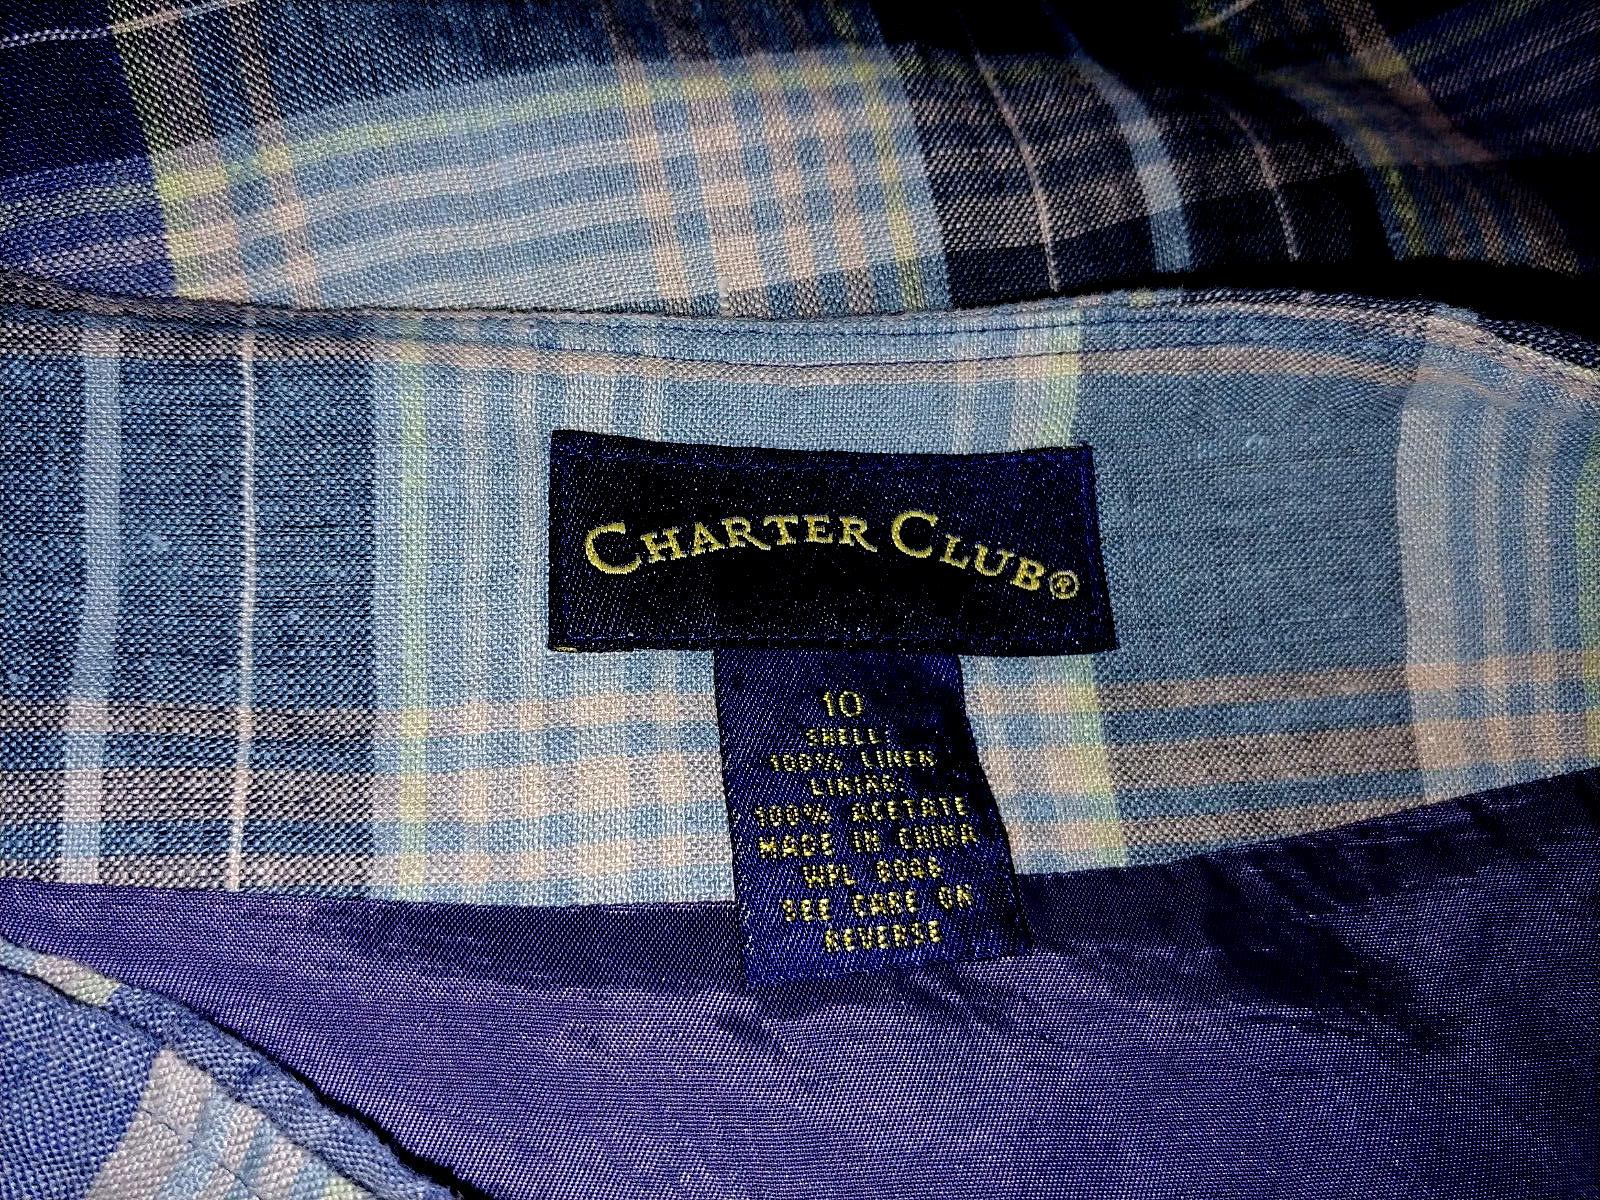 CHARTER CLUB®
10
SHELL:
100% LINEN
LINING:
100% ACETATE
MADE IN CHINA
WPL 8046
SEE CARE ON
REVERSE